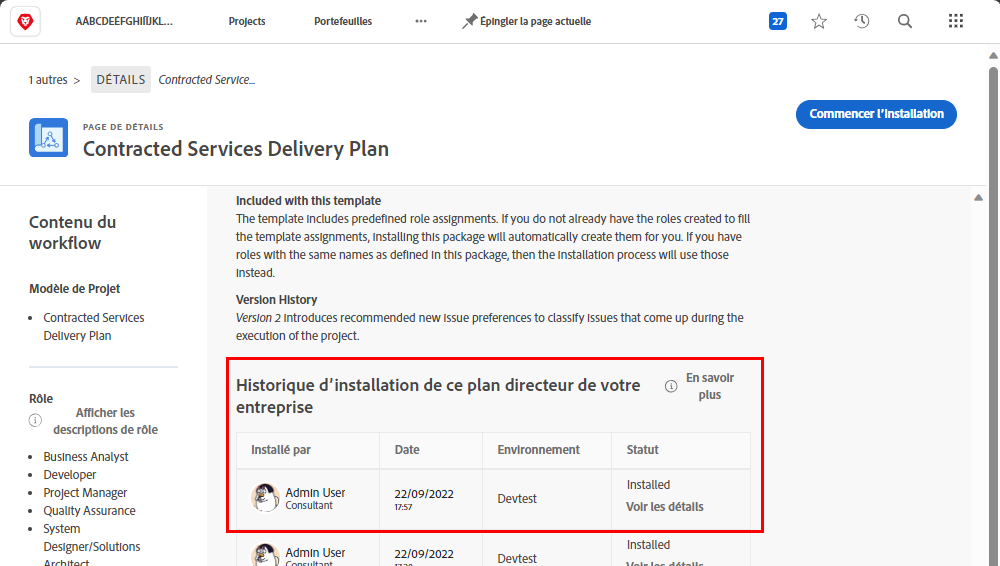 AÁBCDEÉFGHIÍÏJKL... Projects Portefeuilles ... Épingler la page actuelle 27
1 autres > DÉTAILS Contracted Service...
Commencer l'installation
PAGE DE DÉTAILS
Contracted Services Delivery Plan
Contenu du
workflow
Modèle de Projet
Contracted Services
Delivery Plan
Rôle
Afficher les
descriptions de rôle
Business Analyst
Developer
Project Manager
Quality Assurance
System
Designer/Solutions
Architect
Included with this template
The template includes predefined role assignments. If you do not already have the roles created to fill
the template assignments, installing this package will automatically create them for you. If you have
roles with the same names as defined in this package, then the installation process will use those
instead.
Version History
Version 2 introduces recommended new issue preferences to classify issues that come up during the
execution of the project.
Historique d'installation de ce plan directeur de votre
entreprise
En savoir
plus
Installé par Date Environnement Statut
Admin User
Consultant
22/09/2022
17:57
Devtest
Installed
Voir les détails
Admin User
Consultant
22/09/2022
Devtest
Installed
Voir les détails